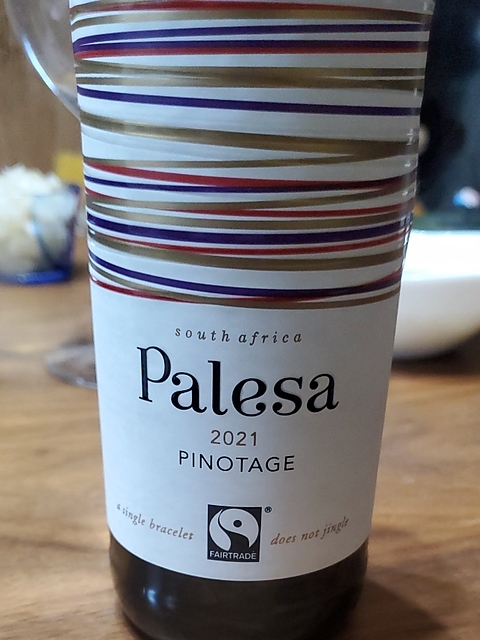 south africa
Palesa
2021
PINOTAGE
a single bracelet does not jingle
FAIRTRADE
®